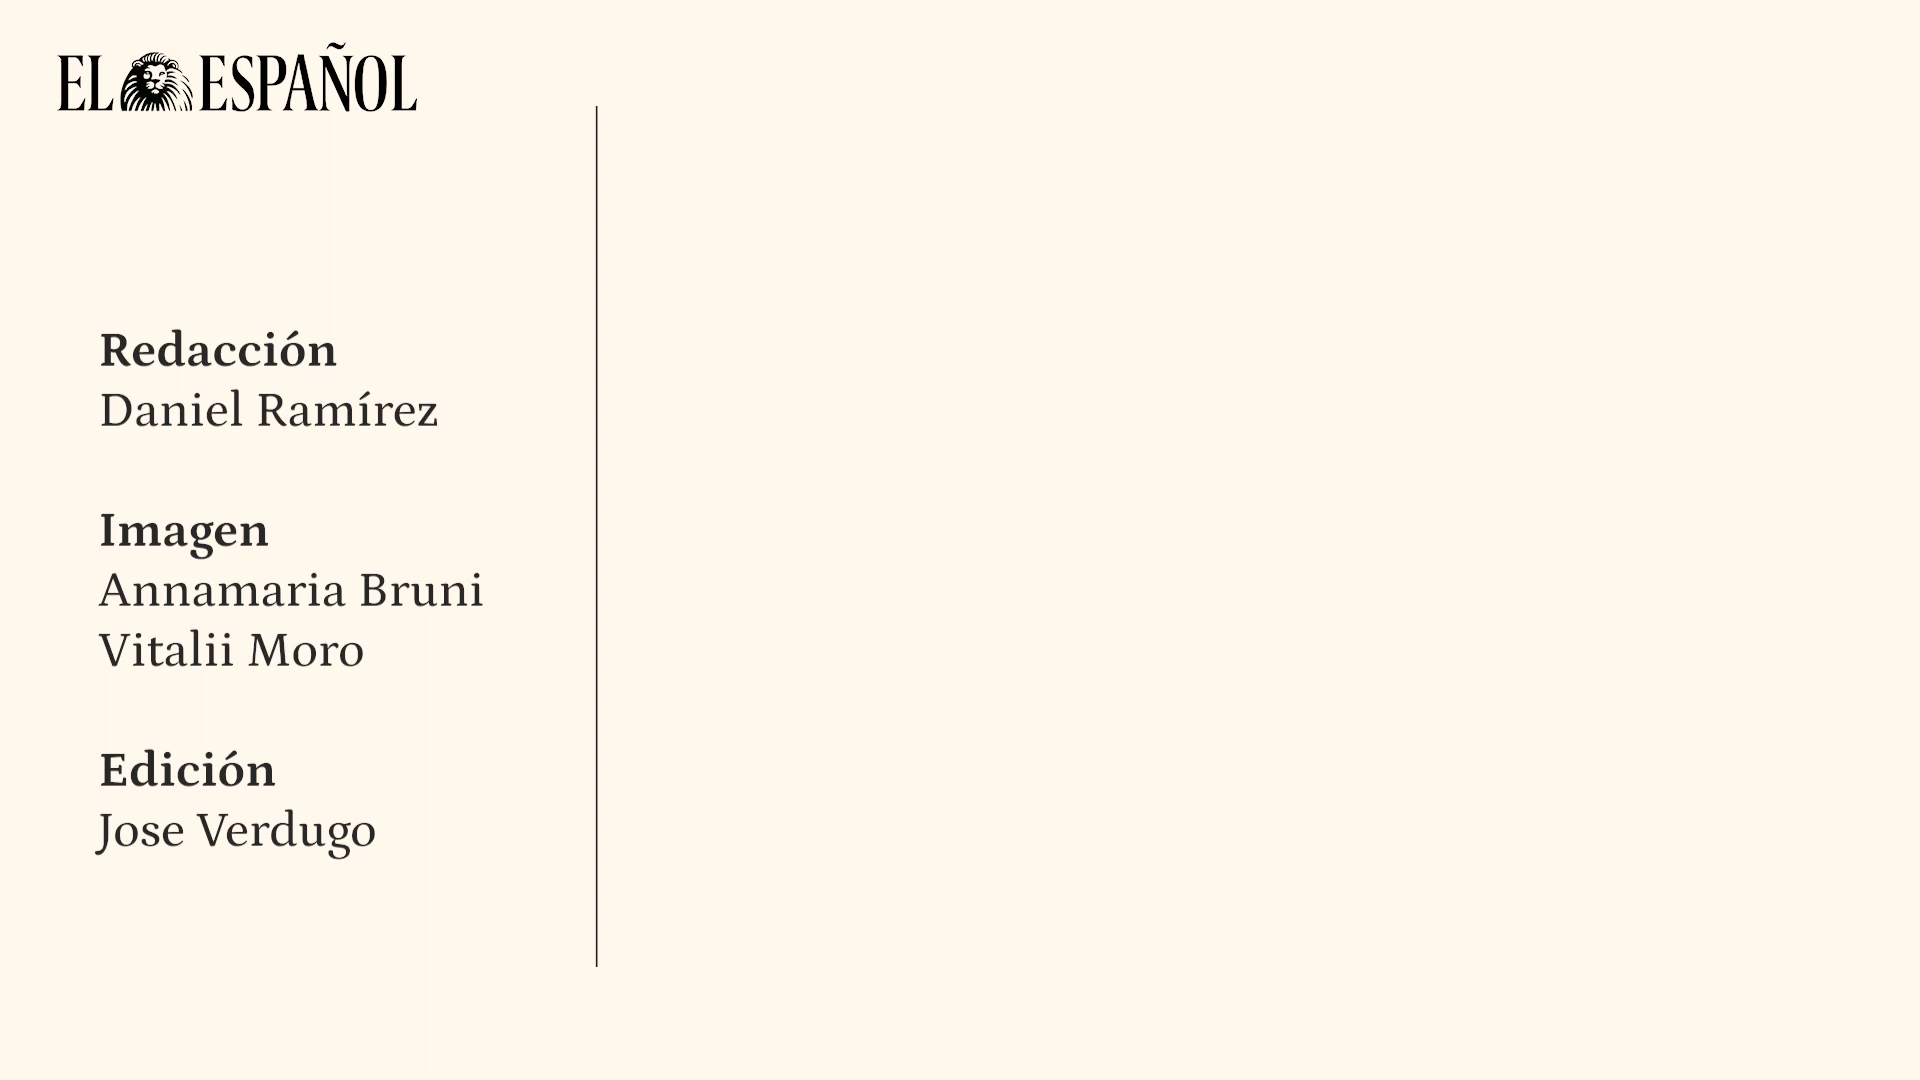 EL ESPAÑOL
Redacción
Daniel Ramírez
Imagen
Annamaria Bruni
Vitalii Moro
Edición
Jose Verdugo